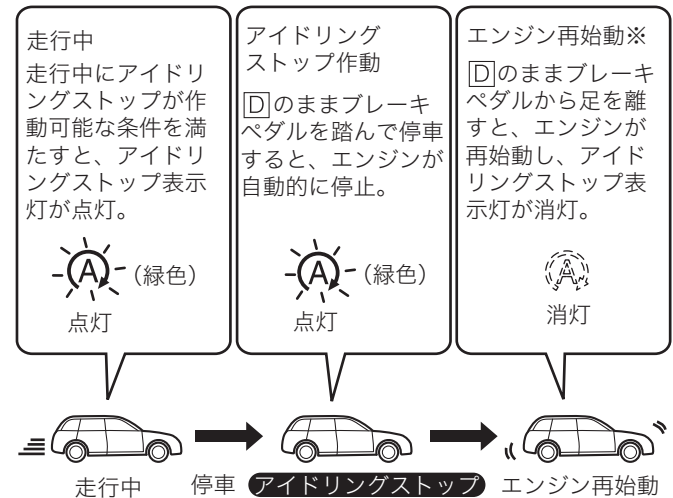 走行中
走行中にアイドリ
ングストップが作
動可能な条件を満
たすと、アイドリ
ングストップ表示
灯が点灯。
A
(緑色)
点灯
アイドリング
ストップ作動
Dのままブレーキ
ペダルを踏んで停車
すると、エンジンが
自動的に停止。
A
(緑色)
点灯
エンジン再始動※
Dのままブレーキ
ペダルから足を離
すと、エンジンが
再始動し、アイド
リングストップ表
示灯が消灯。
A
消灯
走行中 停車 アイドリングストップ エンジン再始動